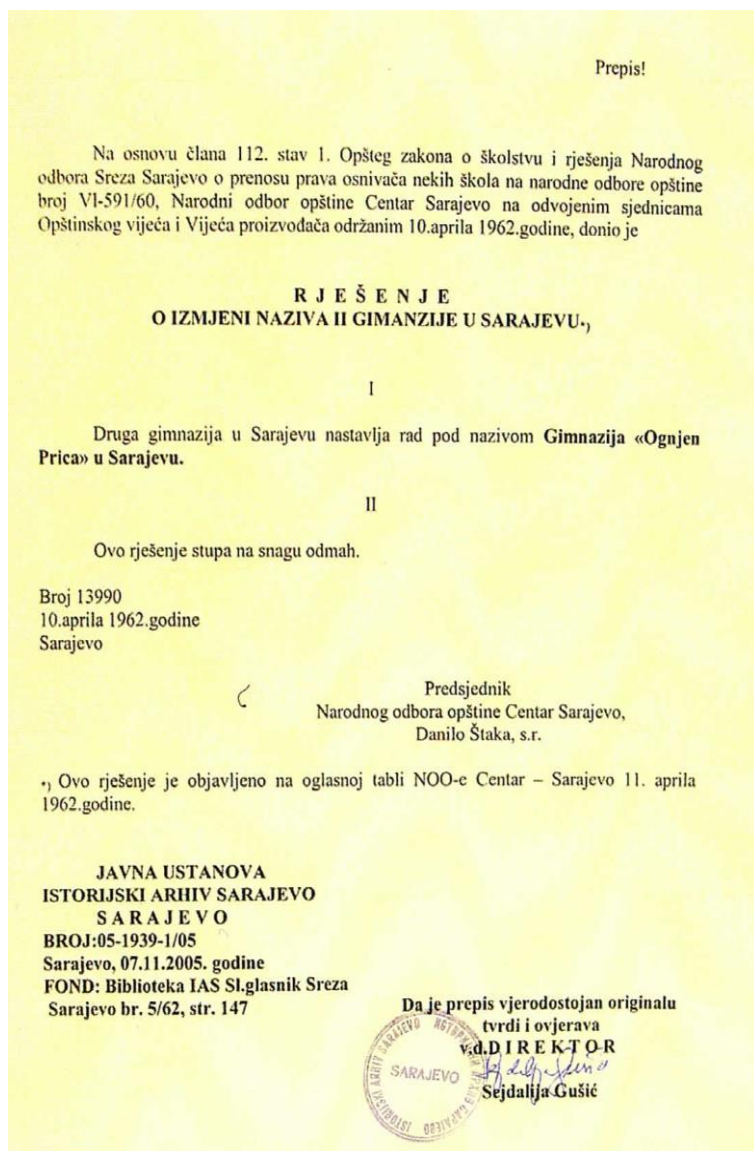 Prepis!
Na osnovu člana 112. stav 1. Opšteg zakona o školstvu i rješenja Narodnog
odbora Sreza Sarajevo o prenosu prava osnivača nekih škola na narodne odbore opštine
broj VI-591/60, Narodni odbor opštine Centar Sarajevo na odvojenim sjednicama
Opštinskog vijeća i Vijeća proizvođača održanim 10.aprila 1962.godine, donio je
R J E Š E N J E
O IZMJENI NAZIVA II GIMANZIJE U SARAJEVU*)
I
Druga gimnazija u Sarajevu nastavlja rad pod nazivom Gimnazija «Ognjen
Prica» u Sarajevu.
II
Ovo rješenje stupa na snagu odmah.
Broj 13990
10.aprila 1962.godine
Sarajevo
Predsjednik
Narodnog odbora opštine Centar Sarajevo,
Danilo Štaka, s.r.
*) Ovo rješenje je objavljeno na oglasnoj tabli NOO-e Centar – Sarajevo 11. aprila
1962.godine.
JAVNA USTANOVA
ISTORIJSKI ARHIV SARAJEVO
S A R A J E V O
BROJ:05-1939-1/05
Sarajevo, 07.11.2005. godine
FOND: Biblioteka IAS Sl.glasnik Sreza
Sarajevo br. 5/62, str. 147
Da je prepis vjerodostojan originalu
tvrdi i ovjerava
v.d.D I R E K T O R
Sejdalija Gušić
ISTORIJSKI ARHIV SARAJEVO
SARAJEVO